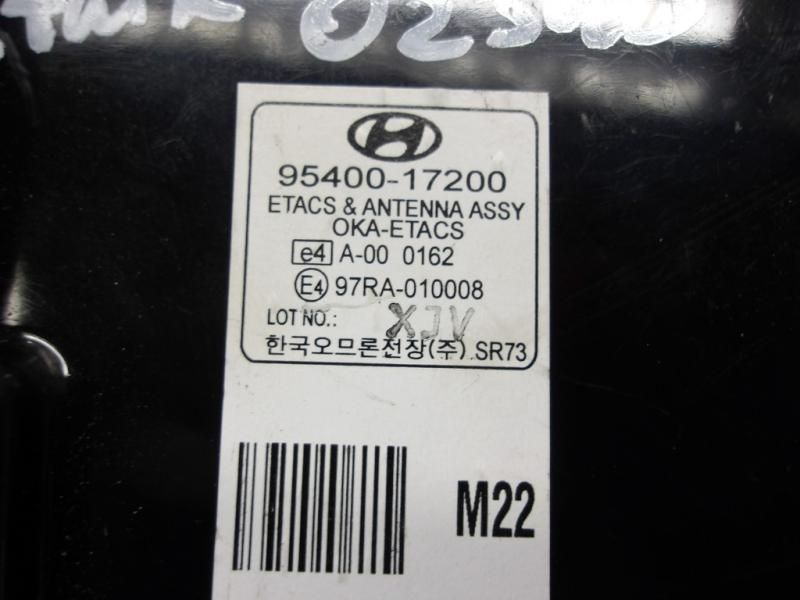 95400-17200
ETACS & ANTENNA ASSY
OKA-ETACS
e4 A-00 0162
E4 97RA-010008
LOT NO.: XJV
한국오므론전장(주).SR73
M22